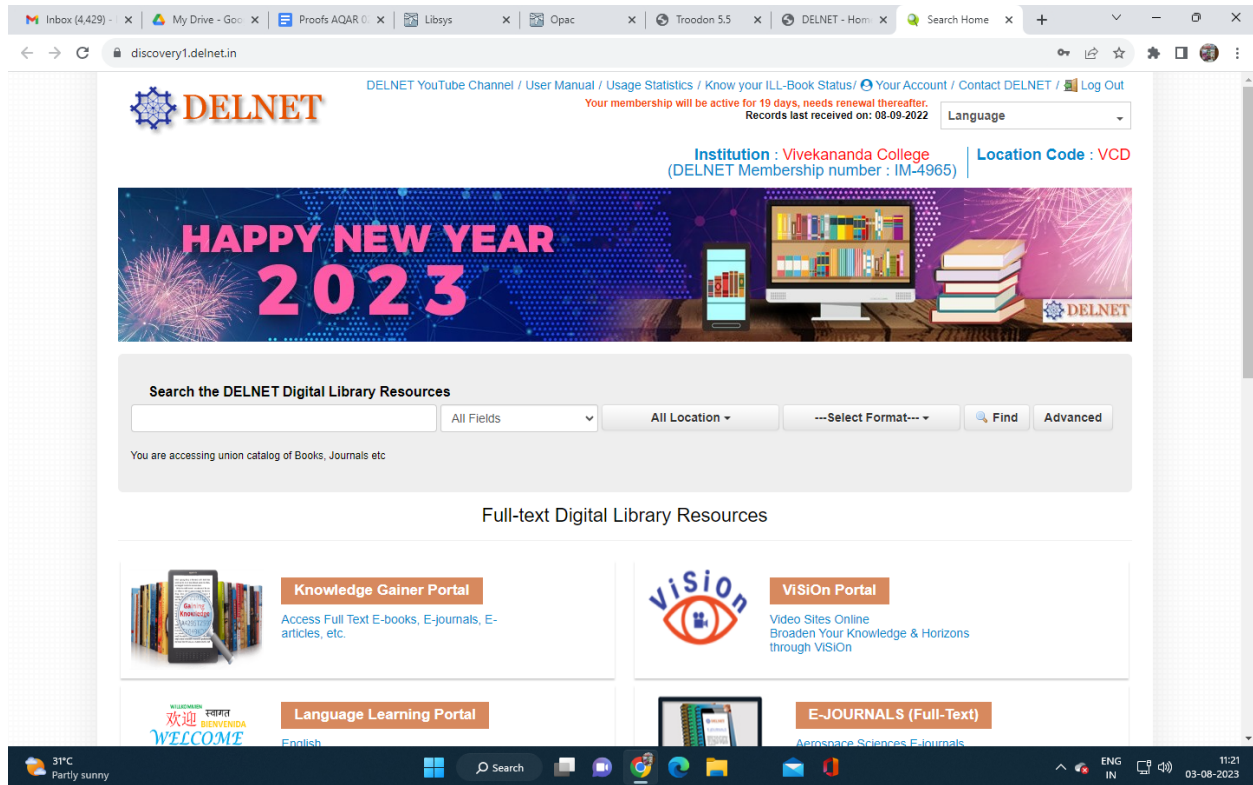 Inbox (4,429) -
My Drive - Goo
Proofs AQAR 0
Libsys
Opac
Troodon 5.5
DELNET - Hom
Search Home
discovery1.delnet.in
DELNET
DELNET YouTube Channel / User Manual / Usage Statistics / Know your ILL-Book Status/ Your Account / Contact DELNET / Log Out
Your membership will be active for 19 days, needs renewal thereafter.
Records last received on: 08-09-2022
Language
Institution : Vivekananda College
(DELNET Membership number : IM-4965)
Location Code : VCD
HAPPY NEW YEAR
2023
DELNET
Search the DELNET Digital Library Resources
All Fields
All Location
---Select Format---
Find
Advanced
You are accessing union catalog of Books, Journals etc
Full-text Digital Library Resources
Gaining
Knowledge
Knowledge Gainer Portal
Access Full Text E-books, E-journals, E-
articles, etc.
ViSiOn
ViSiOn Portal
Video Sites Online
Broaden Your Knowledge & Horizons
through ViSiOn
欢迎 स्वागत
BIENVENIDA
WELCOME
Language Learning Portal
English
E-JOURNALS (Full-Text)
Aerospace Sciences E-journals
31°C
Partly sunny
Search
ENG
IN
11:21
03-08-2023